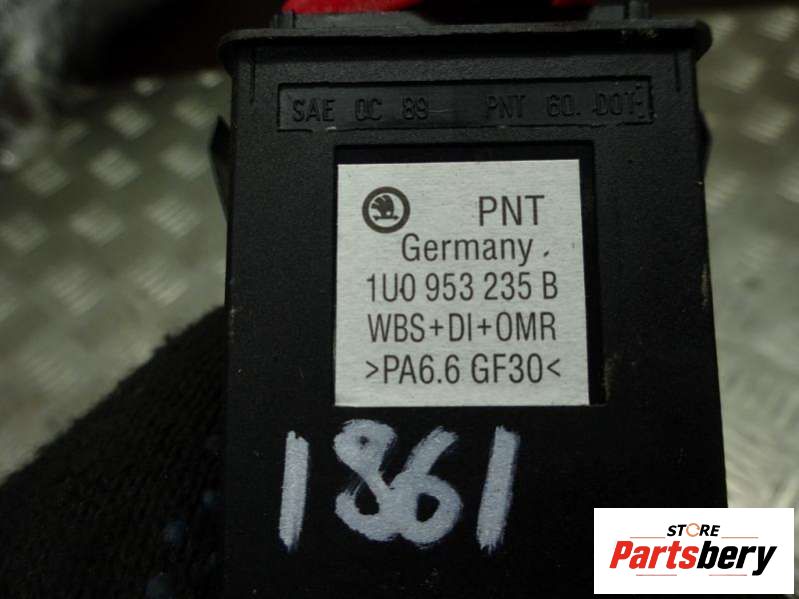 SAE OC 89 PNT 60. DOT
PNT
Germany
1U0 953 235 B
WBS+DI+OMR
>PA6.6 GF30<
1861
STORE
Partsbery